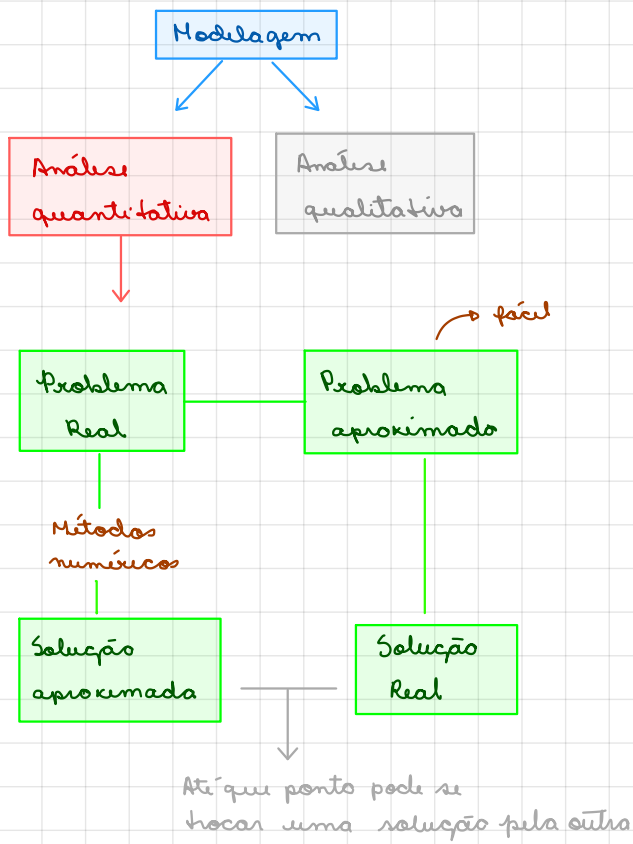 Modelagem
Análise
quantitativa
Análise
qualitativa
fácil
Problema
Real
Problema
aproximado
Métodos
numéricos
Solução
aproximada
Solução
Real
Até que ponto pode se
trocar uma solução pela outra